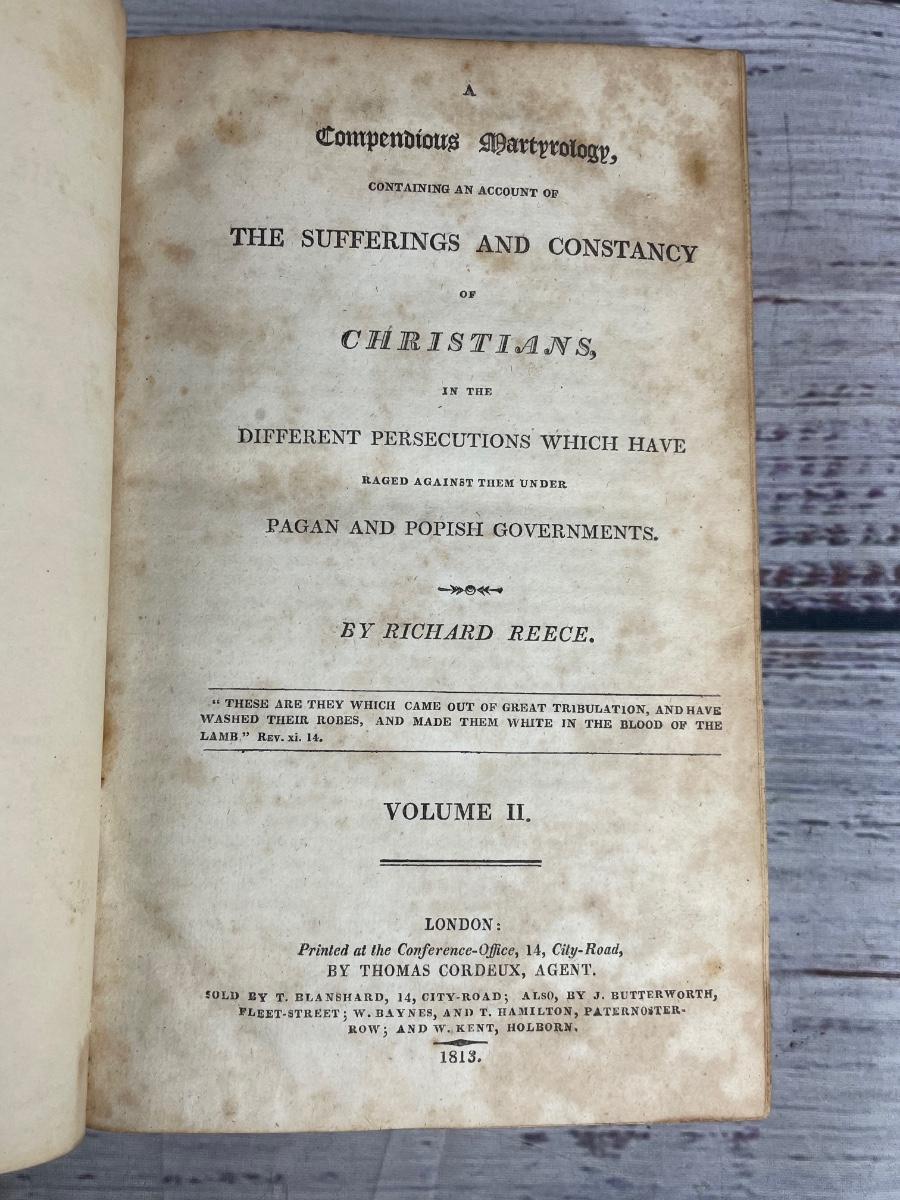 A
Compendious Martyrology,
CONTAINING AN ACCOUNT OF
THE SUFFERINGS AND CONSTANCY
OF
CHRISTIANS,
IN THE
DIFFERENT PERSECUTIONS WHICH HAVE
RAGED AGAINST THEM UNDER
PAGAN AND POPISH GOVERNMENTS.
BY RICHARD REECE.
"THESE ARE THEY WHICH CAME OUT OF GREAT TRIBULATION, AND HAVE
WASHED THEIR ROBES, AND MADE THEM WHITE IN THE BLOOD OF THE
LAMB." REV. xi. 14.
VOLUME II.
LONDON:
Printed at the Conference-Office, 14, City-Road,
BY THOMAS CORDEUX, AGENT.
SOLD BY T. BLANSHARD, 14, CITY-ROAD; ALSO, BY J. BUTTERWORTH,
FLEET-STREET; W. BAYNES, AND T. HAMILTON, PATERNOSTER-
ROW; AND W. KENT, HOLBORN.
1813.